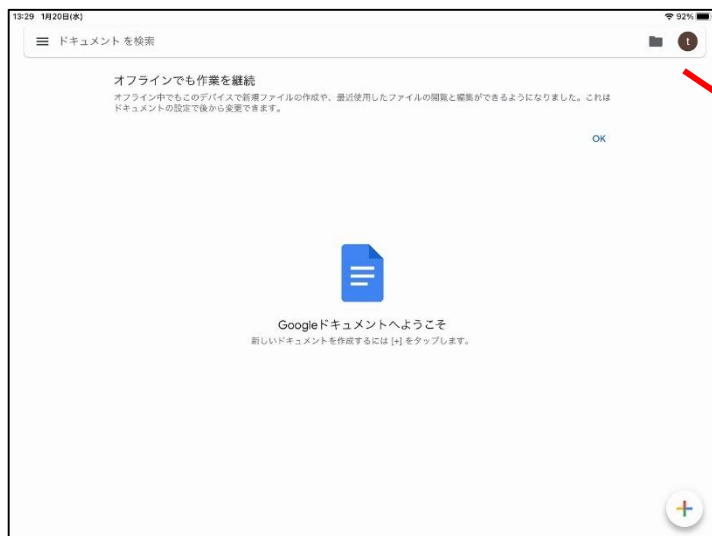 13:29 1月20日(水)
92%
ドキュメント を検索
t
オフラインでも作業を継続
オフライン中でもこのデバイスで新規ファイルの作成や、最近使用したファイルの閲覧と編集ができるようになりました。これは
ドキュメントの設定で後から変更できます。
OK
Googleドキュメントへようこそ
新しいドキュメントを作成するには [+] をタップします。